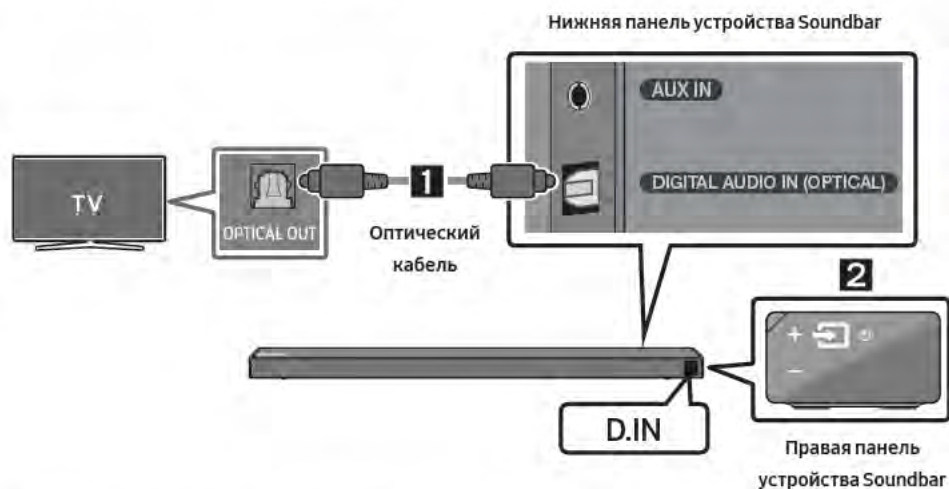 Нижняя панель устройства Soundbar
AUX IN
DIGITAL AUDIO IN (OPTICAL)
TV
OPTICAL OUT
1
Оптический
кабель
2
+
−
D.IN
Правая панель
устройства Soundbar